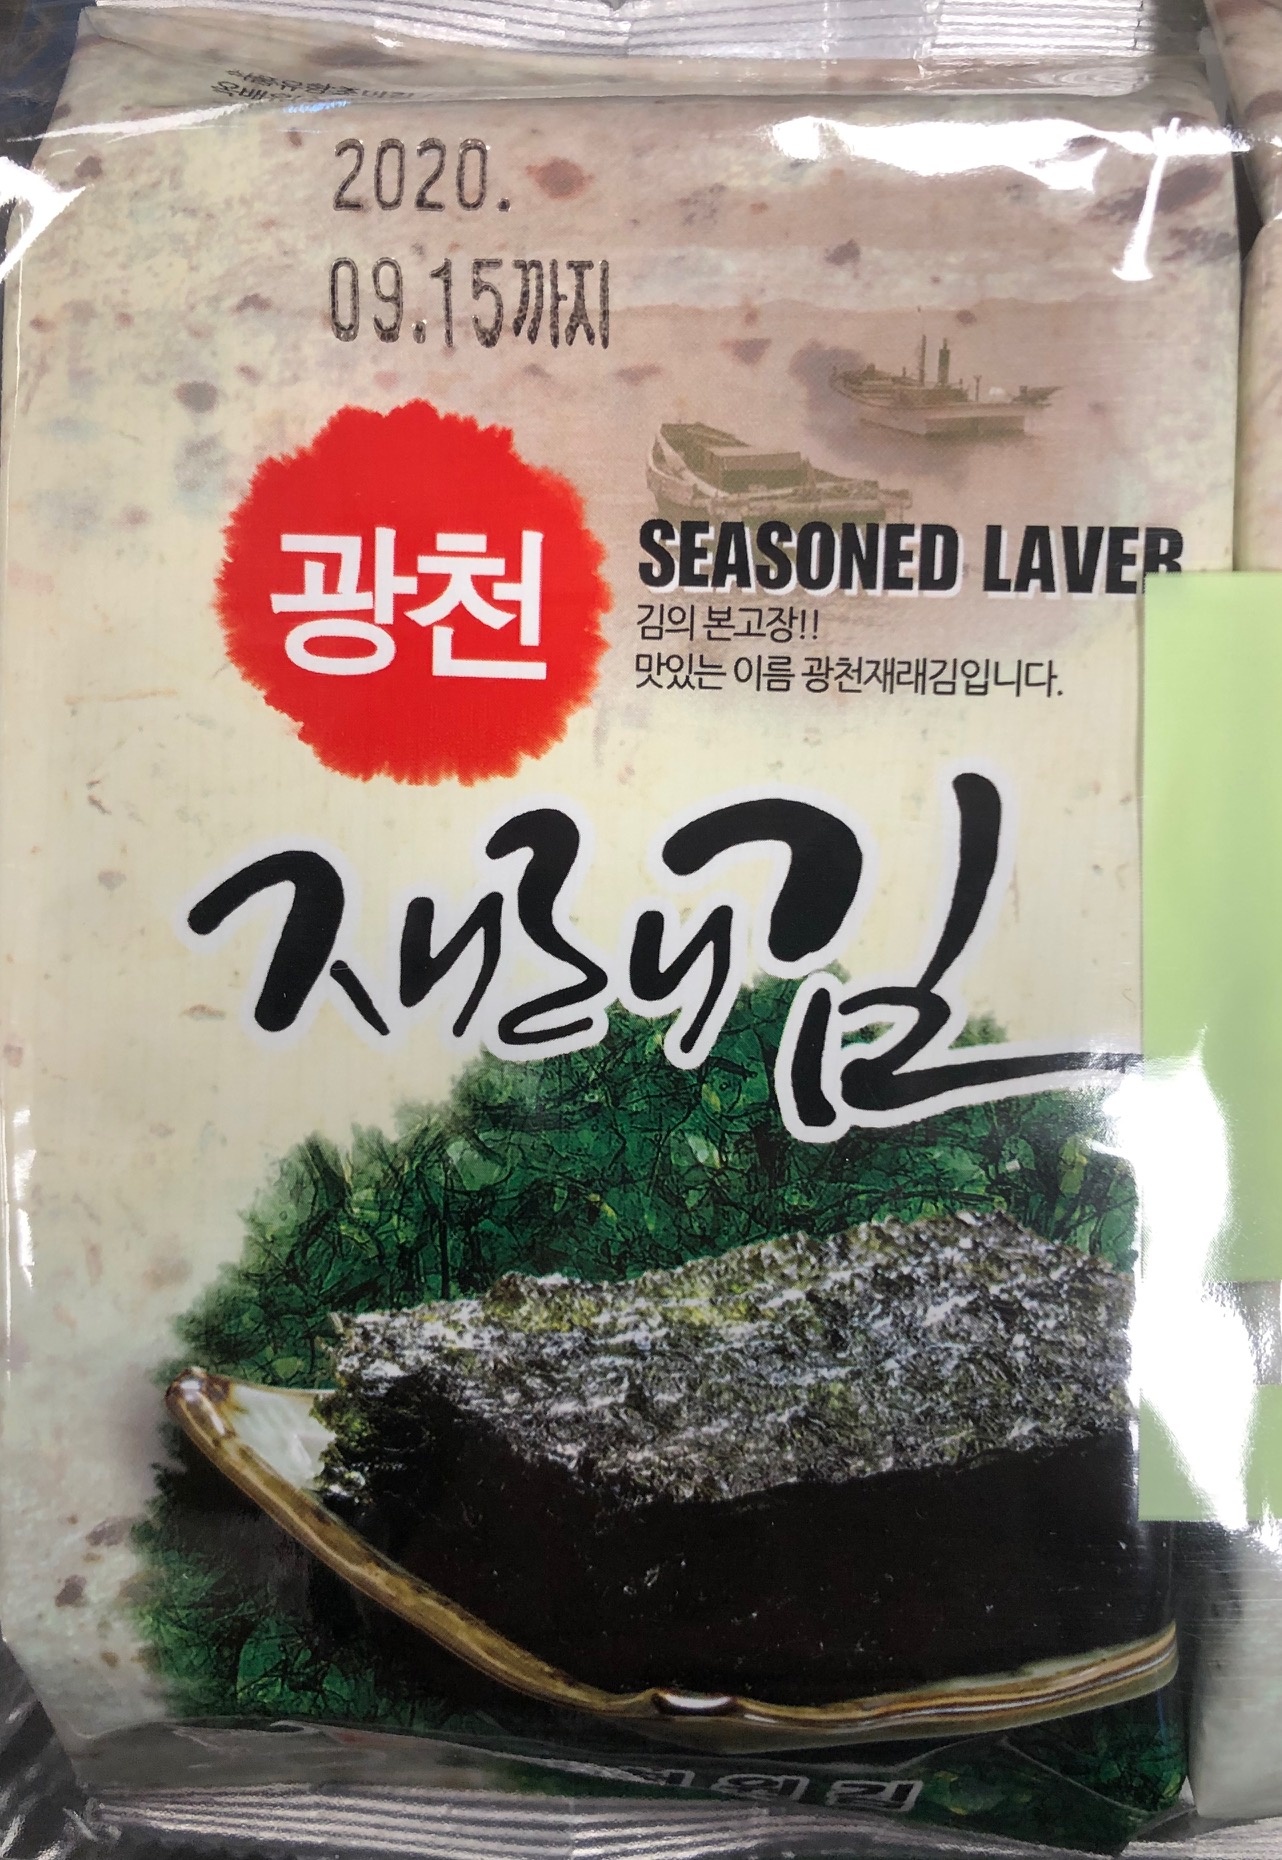 2020.
09.15까지
광천
SEASONED LAVER
김의 본고장!!
맛있는 이름 광천재래김입니다.
재래김